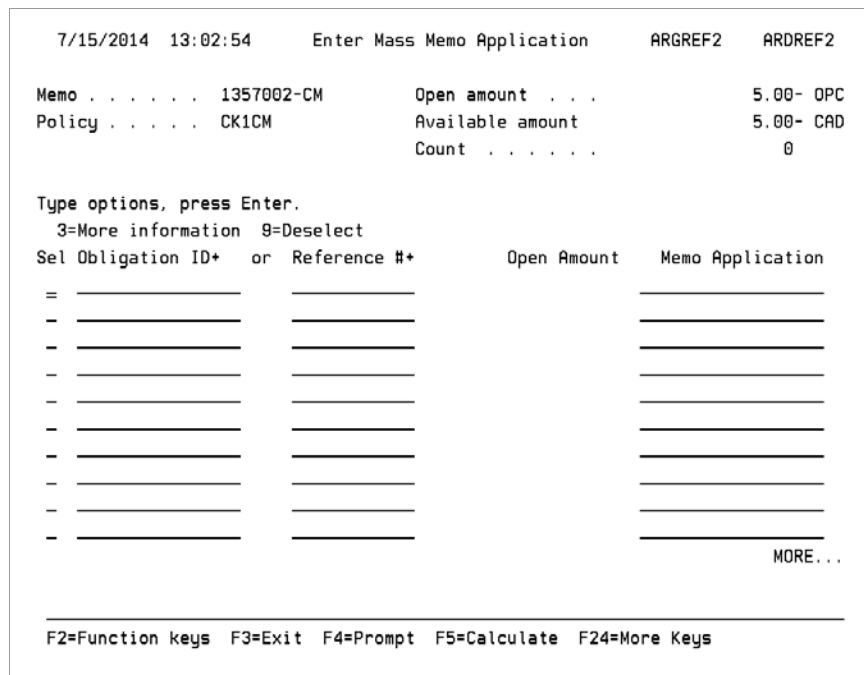 7/15/2014 13:02:54 Enter Mass Memo Application ARGREF2 ARDREF2
Memo . . . . . . 1357002-CM Open amount . . . 5.00- OPC
Policy . . . . . CK1CM Available amount 5.00- CAD
Count . . . . . . 0
Type options, press Enter.
3=More information 9=Deselect
Sel Obligation ID+ or Reference #+ Open Amount Memo Application
MORE...
F2=Function keys F3=Exit F4=Prompt F5=Calculate F24=More Keys